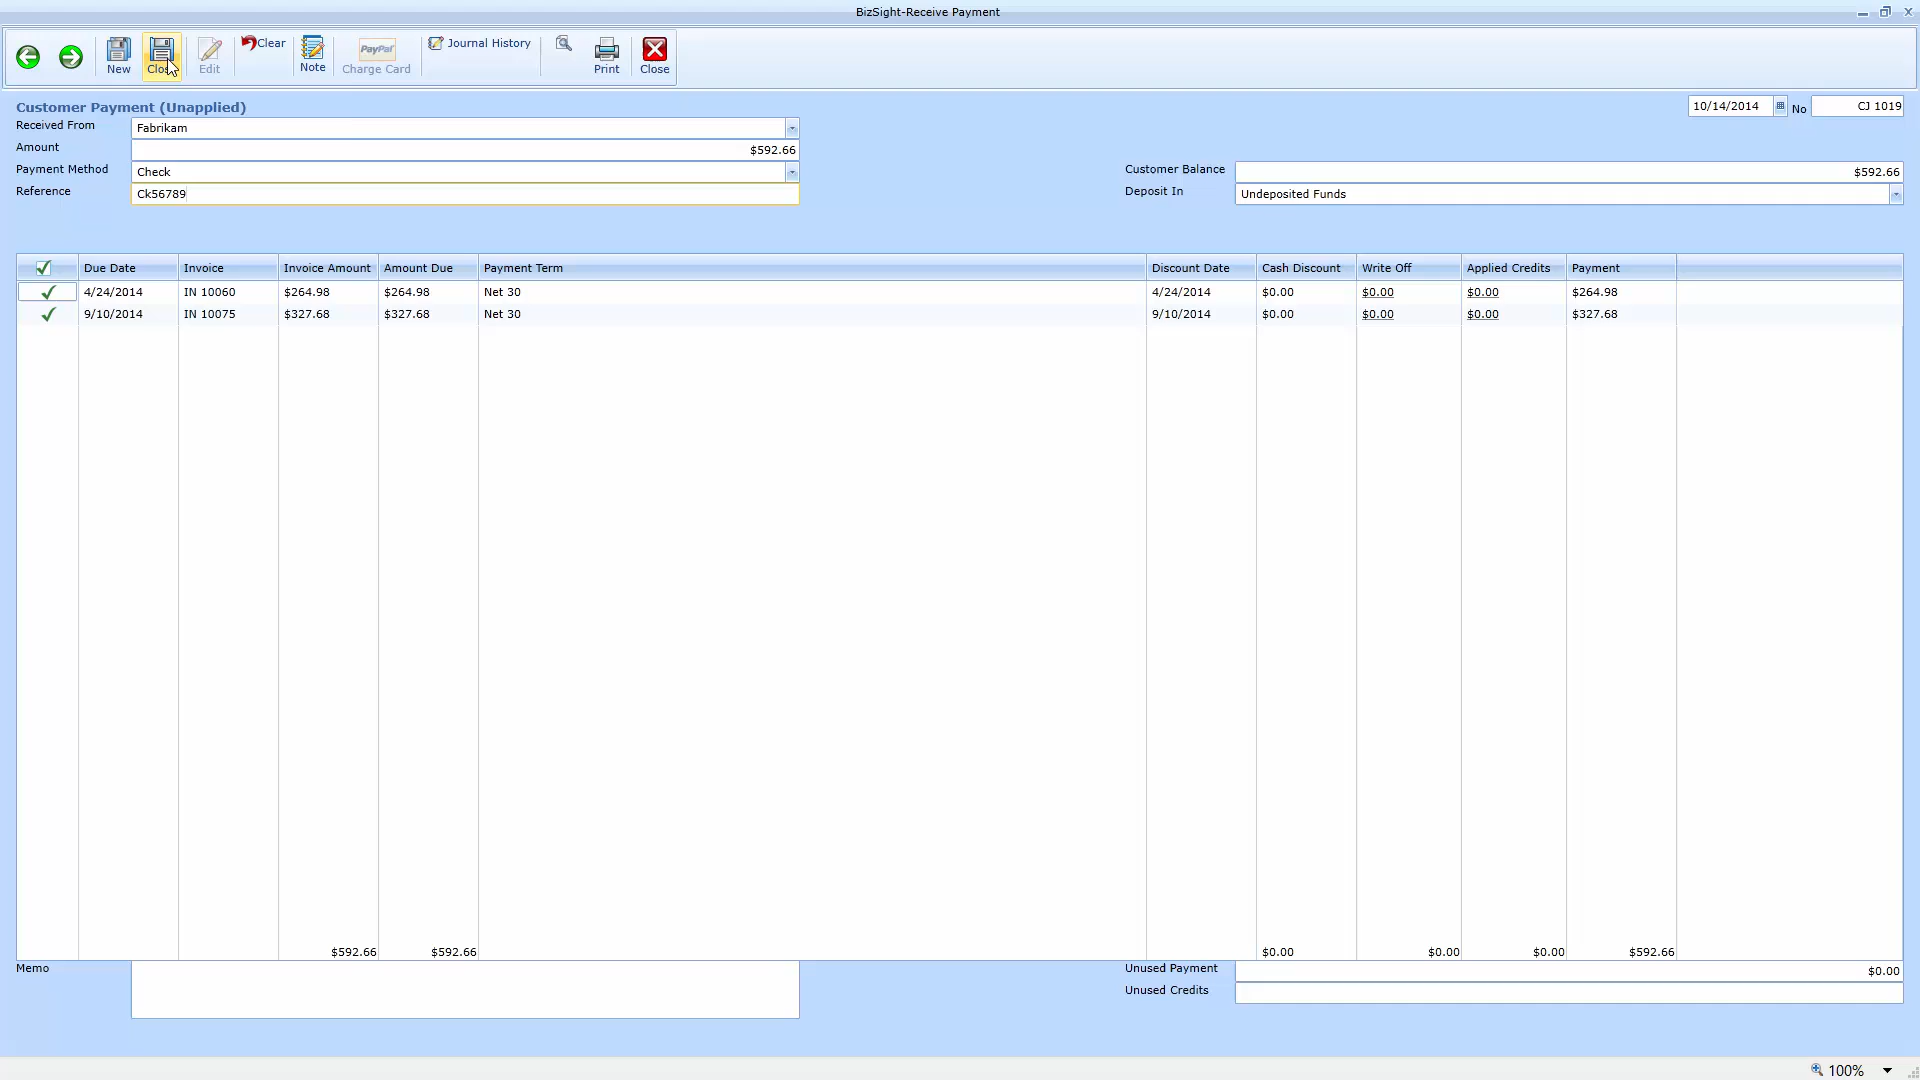 BizSight-Receive Payment
New
Close
Edit
Clear
Note
PayPal
Charge Card
Journal History
Print
Close
Customer Payment (Unapplied)
10/14/2014 No CJ 1019
Received From Fabrikam
Amount $592.66
Payment Method Check
Customer Balance $592.66
Reference Ck56789
Deposit In Undeposited Funds
Due Date Invoice Invoice Amount Amount Due Payment Term Discount Date Cash Discount Write Off Applied Credits Payment
4/24/2014 IN 10060 $264.98 $264.98 Net 30 4/24/2014 $0.00 $0.00 $0.00 $264.98
9/10/2014 IN 10075 $327.68 $327.68 Net 30 9/10/2014 $0.00 $0.00 $0.00 $327.68
$592.66 $592.66 $0.00 $0.00 $0.00 $592.66
Memo
Unused Payment $0.00
Unused Credits
100%